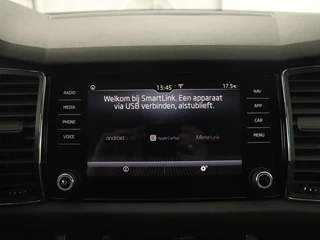 13:45
17.5
RADIO
MEDIA
PHONE
VOICE
Welkom bij SmartLink. Een apparaat
via USB verbinden, alstublieft.
android
Apple CarPlay
MirrorLink
NAV
APP
CAR
MENU